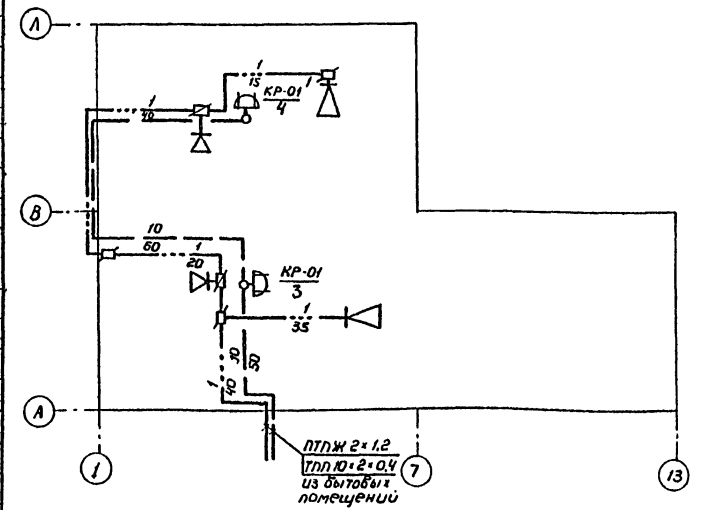 Л
1
15
КР-01
4
1
1
40
В
10
60
1
20
КР-01
3
1
35
10
50
1
40
А
ПТПЖ 2×1,2
ТПП 10×2×0,4
из бытовых
помещений
1
7
13